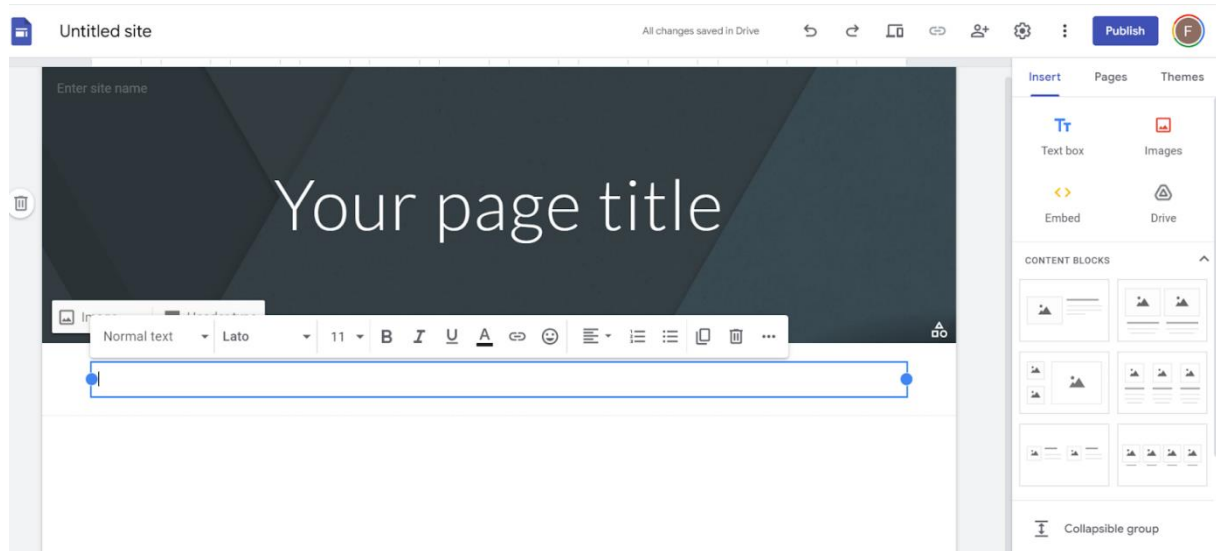 Untitled site
All changes saved in Drive
Publish
F
Insert Pages Themes
Enter site name
Your page title
Text box Images
Embed Drive
CONTENT BLOCKS
Normal text Lato 11 B I U A
Collapsible group